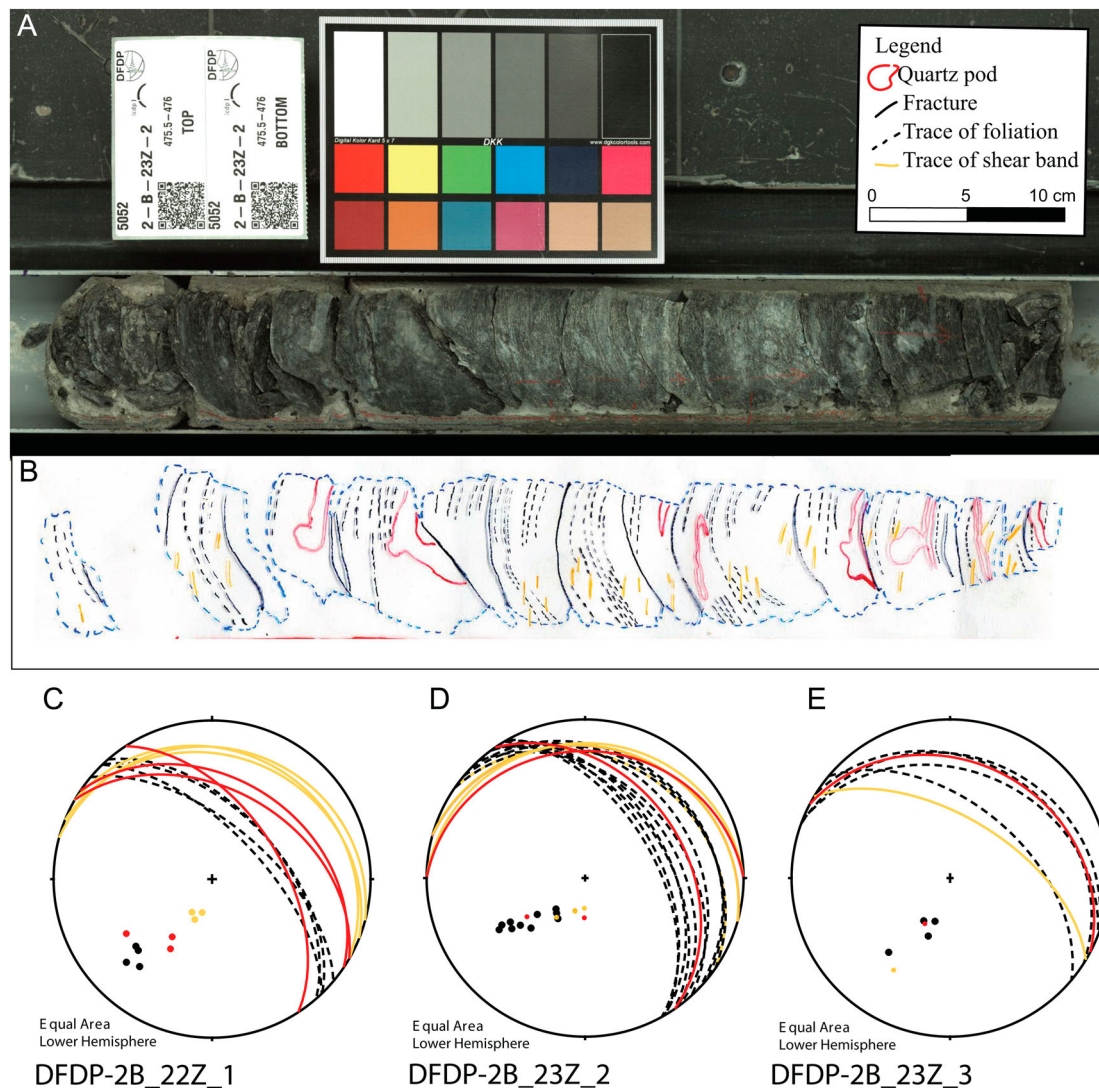 A
DFDP
icdp
2-B-23Z-2
475.5-476
TOP
5052
DFDP
icdp
2-B-23Z-2
475.5-476
BOTTOM
5052
Digital Kolor Kard 5 x 7
DKK
www.dgkcolortools.com
Legend
Quartz pod
Fracture
Trace of foliation
Trace of shear band
0 5 10 cm
B
C
Equal Area
Lower Hemisphere
DFDP-2B_22Z_1
D
Equal Area
Lower Hemisphere
DFDP-2B_23Z_2
E
Equal Area
Lower Hemisphere
DFDP-2B_23Z_3